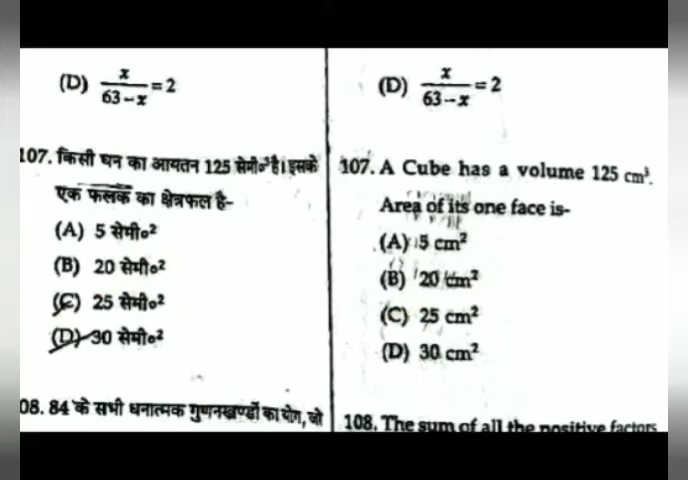 (D) x/(63-x) = 2
107. किसी घन का आयतन 125 सेमी०³ है। इसके
एक फलक का क्षेत्रफल है-
(A) 5 सेमी०²
(B) 20 सेमी०²
(C) 25 सेमी०²
(D) 30 सेमी०²
08. 84 के सभी धनात्मक गुणनखण्डों का योग, जो
(D) x/(63-x) = 2
107. A Cube has a volume 125 cm³.
Area of its one face is-
(A) 5 cm²
(B) 20 cm²
(C) 25 cm²
(D) 30 cm²
108. The sum of all the positive factors